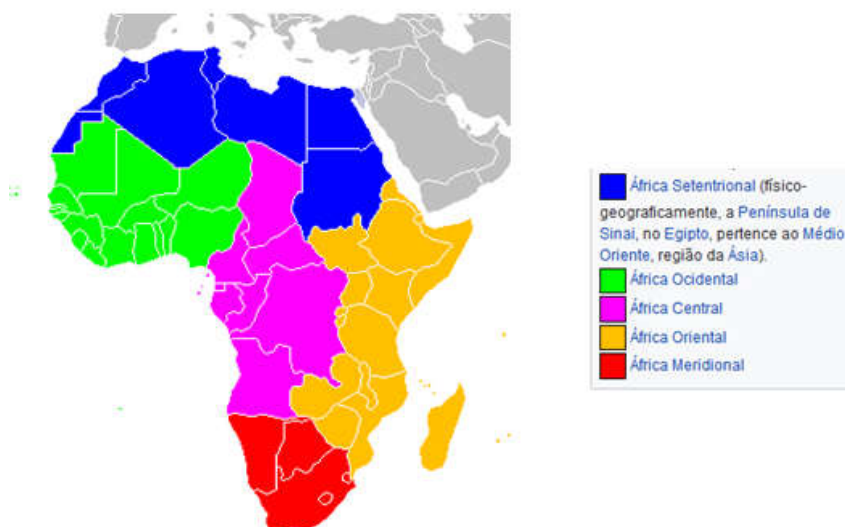 África Setentrional (físico-
geograficamente, a Península de
Sinai, no Egipto, pertence ao Médio
Oriente, região da Ásia).
África Ocidental
África Central
África Oriental
África Meridional